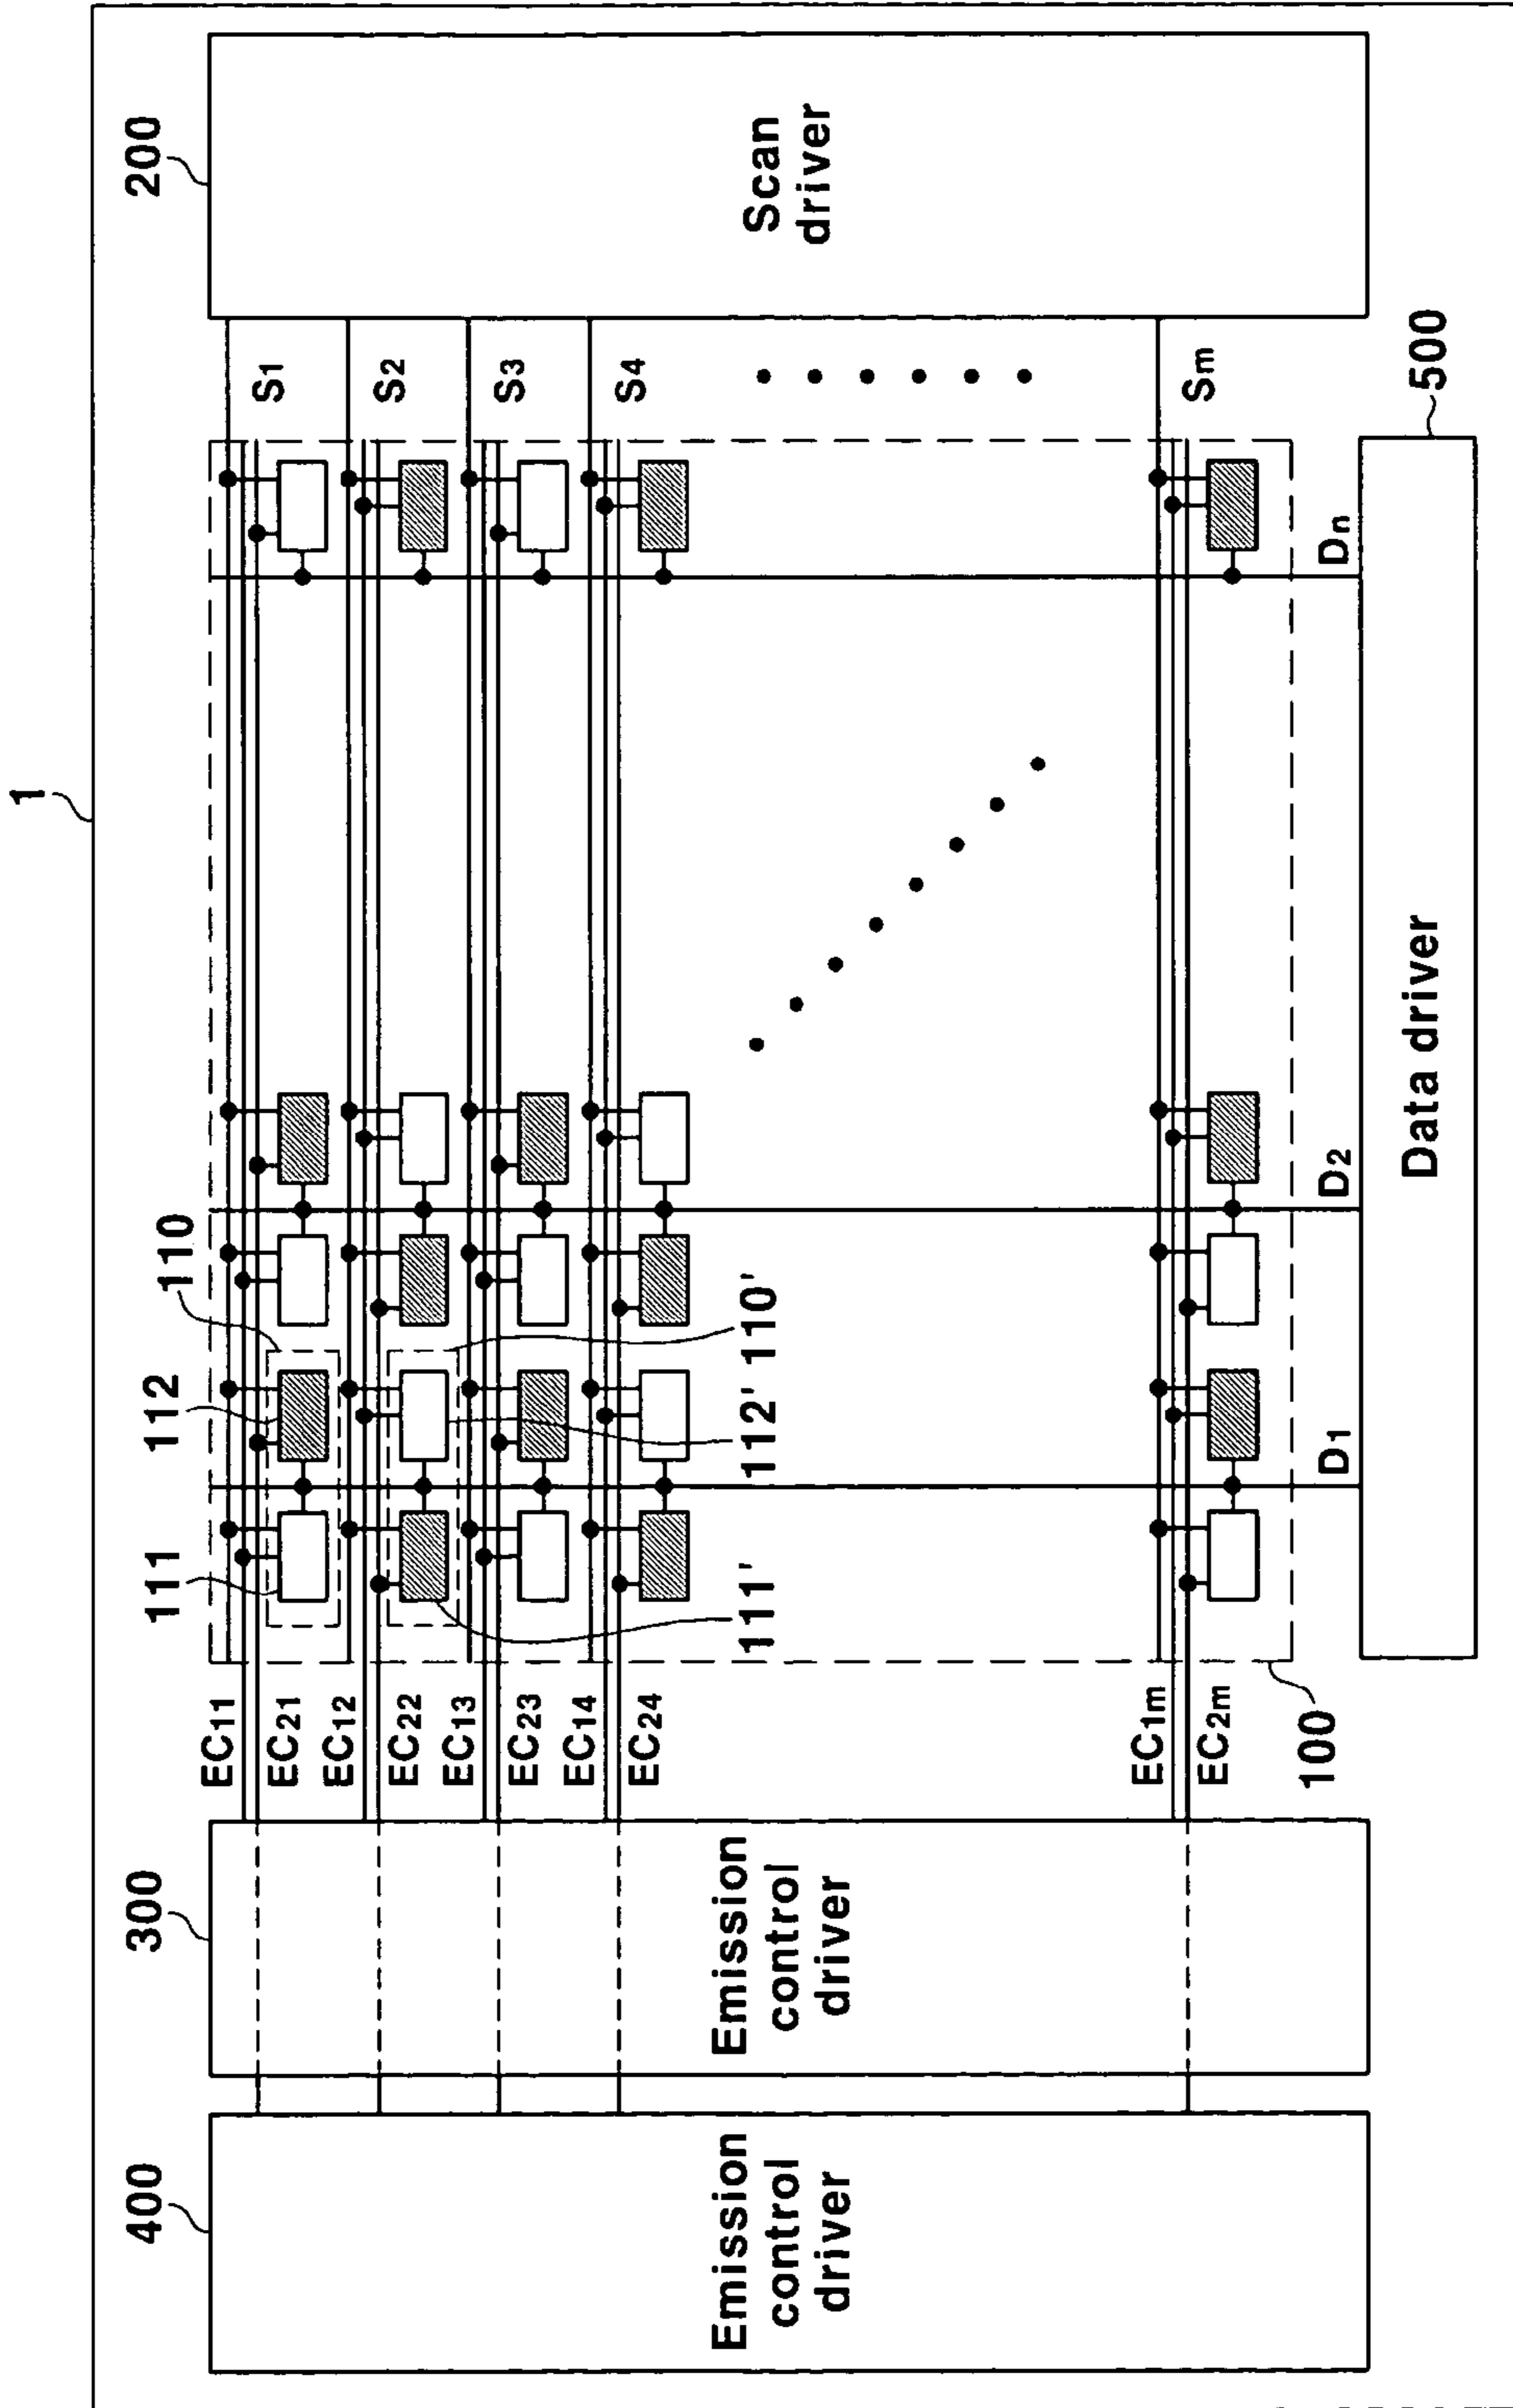 1
400
300
200
Emission
control
driver
Emission
control
driver
Scan
driver
EC11
EC21
EC12
EC22
EC13
EC23
EC14
EC24
EC1m
EC2m
111
112
110
111'
112'
110'
S1
S2
S3
S4
Sm
100
D1
D2
Dn
500
Data driver